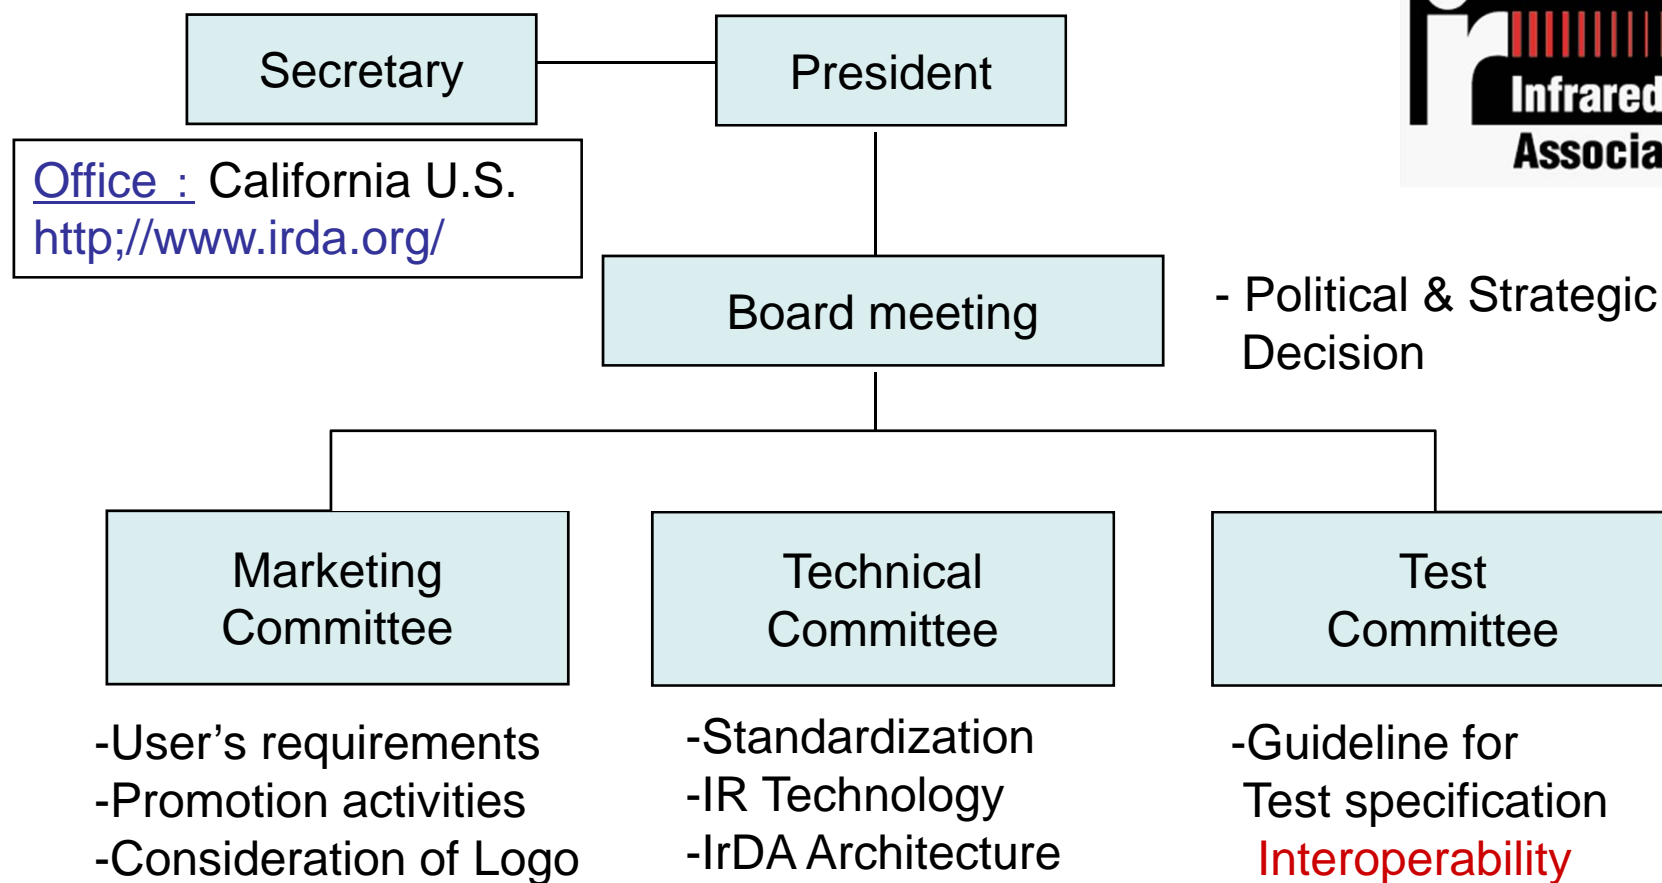 Secretary
President
Infrared
Office : California U.S.
http;//www.irda.org/
Board meeting
- Political & Strategic
Decision
Marketing
Committee
Technical
Committee
Test
Committee
-User’s requirements
-Promotion activities
-Consideration of Logo
-Standardization
-IR Technology
-IrDA Architecture
-Guideline for
Test specification
Interoperability